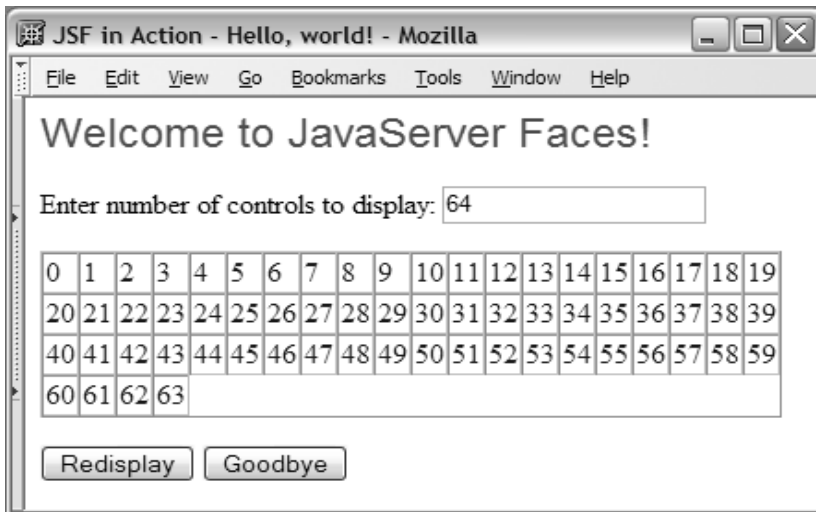 JSF in Action - Hello, world! - Mozilla
File Edit View Go Bookmarks Tools Window Help
Welcome to JavaServer Faces!
Enter number of controls to display: 64
0 1 2 3 4 5 6 7 8 9 10 11 12 13 14 15 16 17 18 19
20 21 22 23 24 25 26 27 28 29 30 31 32 33 34 35 36 37 38 39
40 41 42 43 44 45 46 47 48 49 50 51 52 53 54 55 56 57 58 59
60 61 62 63
Redisplay Goodbye